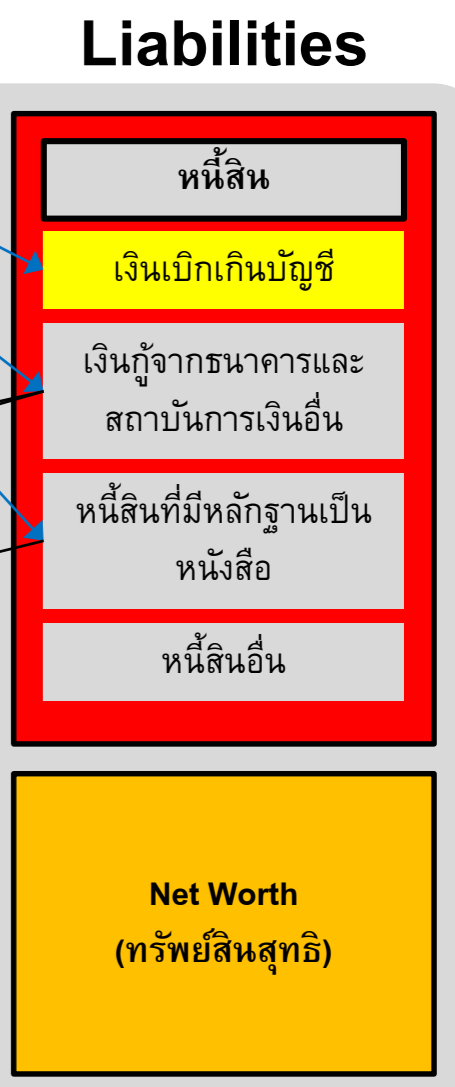 Liabilities
หนี้สิน
เงินเบิกเกินบัญชี
เงินกู้จากธนาคารและ
สถาบันการเงินอื่น
หนี้สินที่มีหลักฐานเป็น
หนังสือ
หนี้สินอื่น
Net Worth
(ทรัพย์สินสุทธิ)